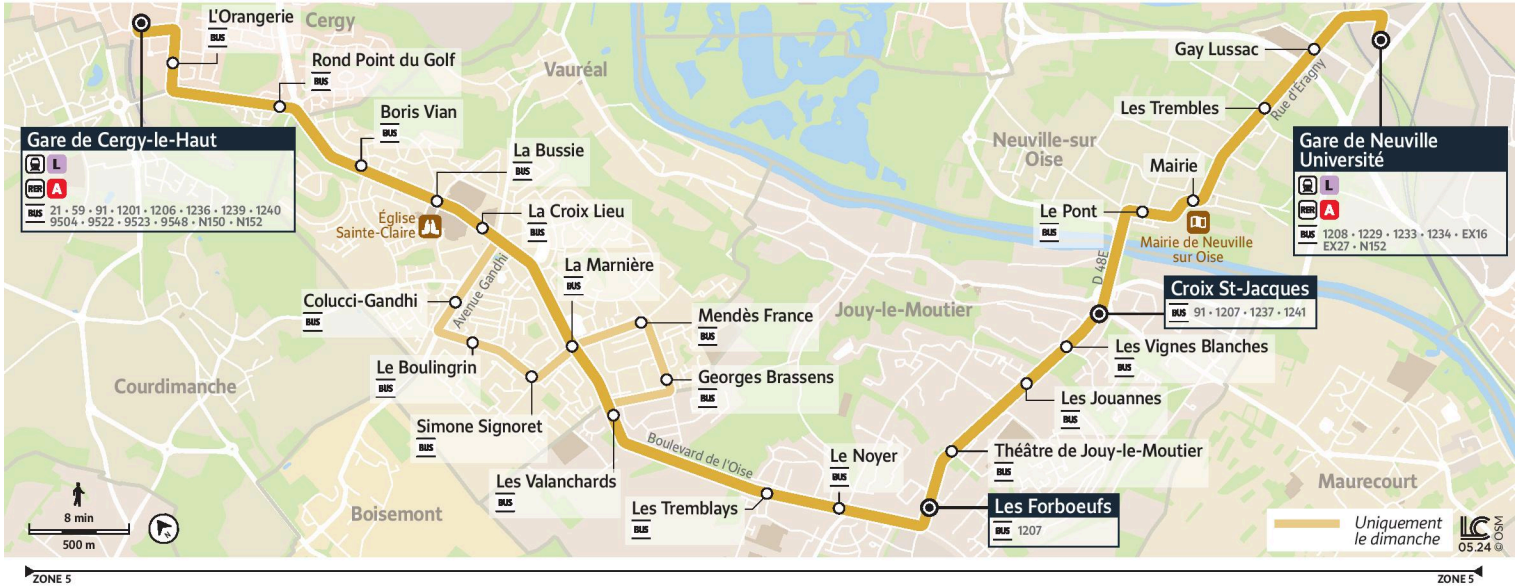 L'Orangerie
BUS
Cergy
Rond Point du Golf
BUS
Vauréal
Boris Vian
BUS
Gare de Cergy-le-Haut
L
RER A
BUS 21 • 59 • 91 • 1201 • 1206 • 1236 • 1239 • 1240
9504 • 9522 • 9523 • 9548 • N150 • N152
La Bussie
BUS
Église
Sainte-Claire
La Croix Lieu
BUS
Avenue Gandhi
La Marnière
BUS
Colucci-Gandhi
BUS
Mendès France
BUS
Le Boulingrin
BUS
Georges Brassens
BUS
Courdimanche
Simone Signoret
BUS
Boulevard de l'Oise
Les Valanchards
BUS
Les Tremblays
BUS
Le Noyer
BUS
Boisemont
Gay Lussac
Les Trembles
Rue d'Eragny
Neuville-sur
Oise
Gare de Neuville
Université
L
RER A
BUS 1208 • 1229 • 1233 • 1234 • EX16
EX27 • N152
Mairie
Le Pont
BUS
Mairie de Neuville
sur Oise
D 48E
Croix St-Jacques
BUS 91 • 1207 • 1237 • 1241
Jouy-le-Moutier
Les Vignes Blanches
BUS
Les Jouannes
BUS
Théâtre de Jouy-le-Moutier
BUS
Les Forboeufs
BUS 1207
Maurecourt
8 min
500 m
N
Uniquement
le dimanche
LC
05.24
© OSM
ZONE 5
ZONE 5